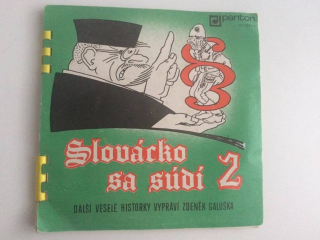 panton
Slovácko
sa súdí 2
DALŠÍ VESELÉ HISTORKY VYPRÁVÍ ZDENĚK GALUŠKA